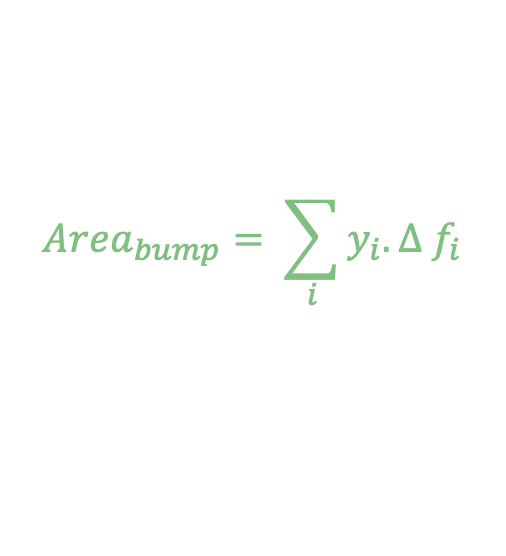 Area_bump = ∑_i y_i . Δ f_i